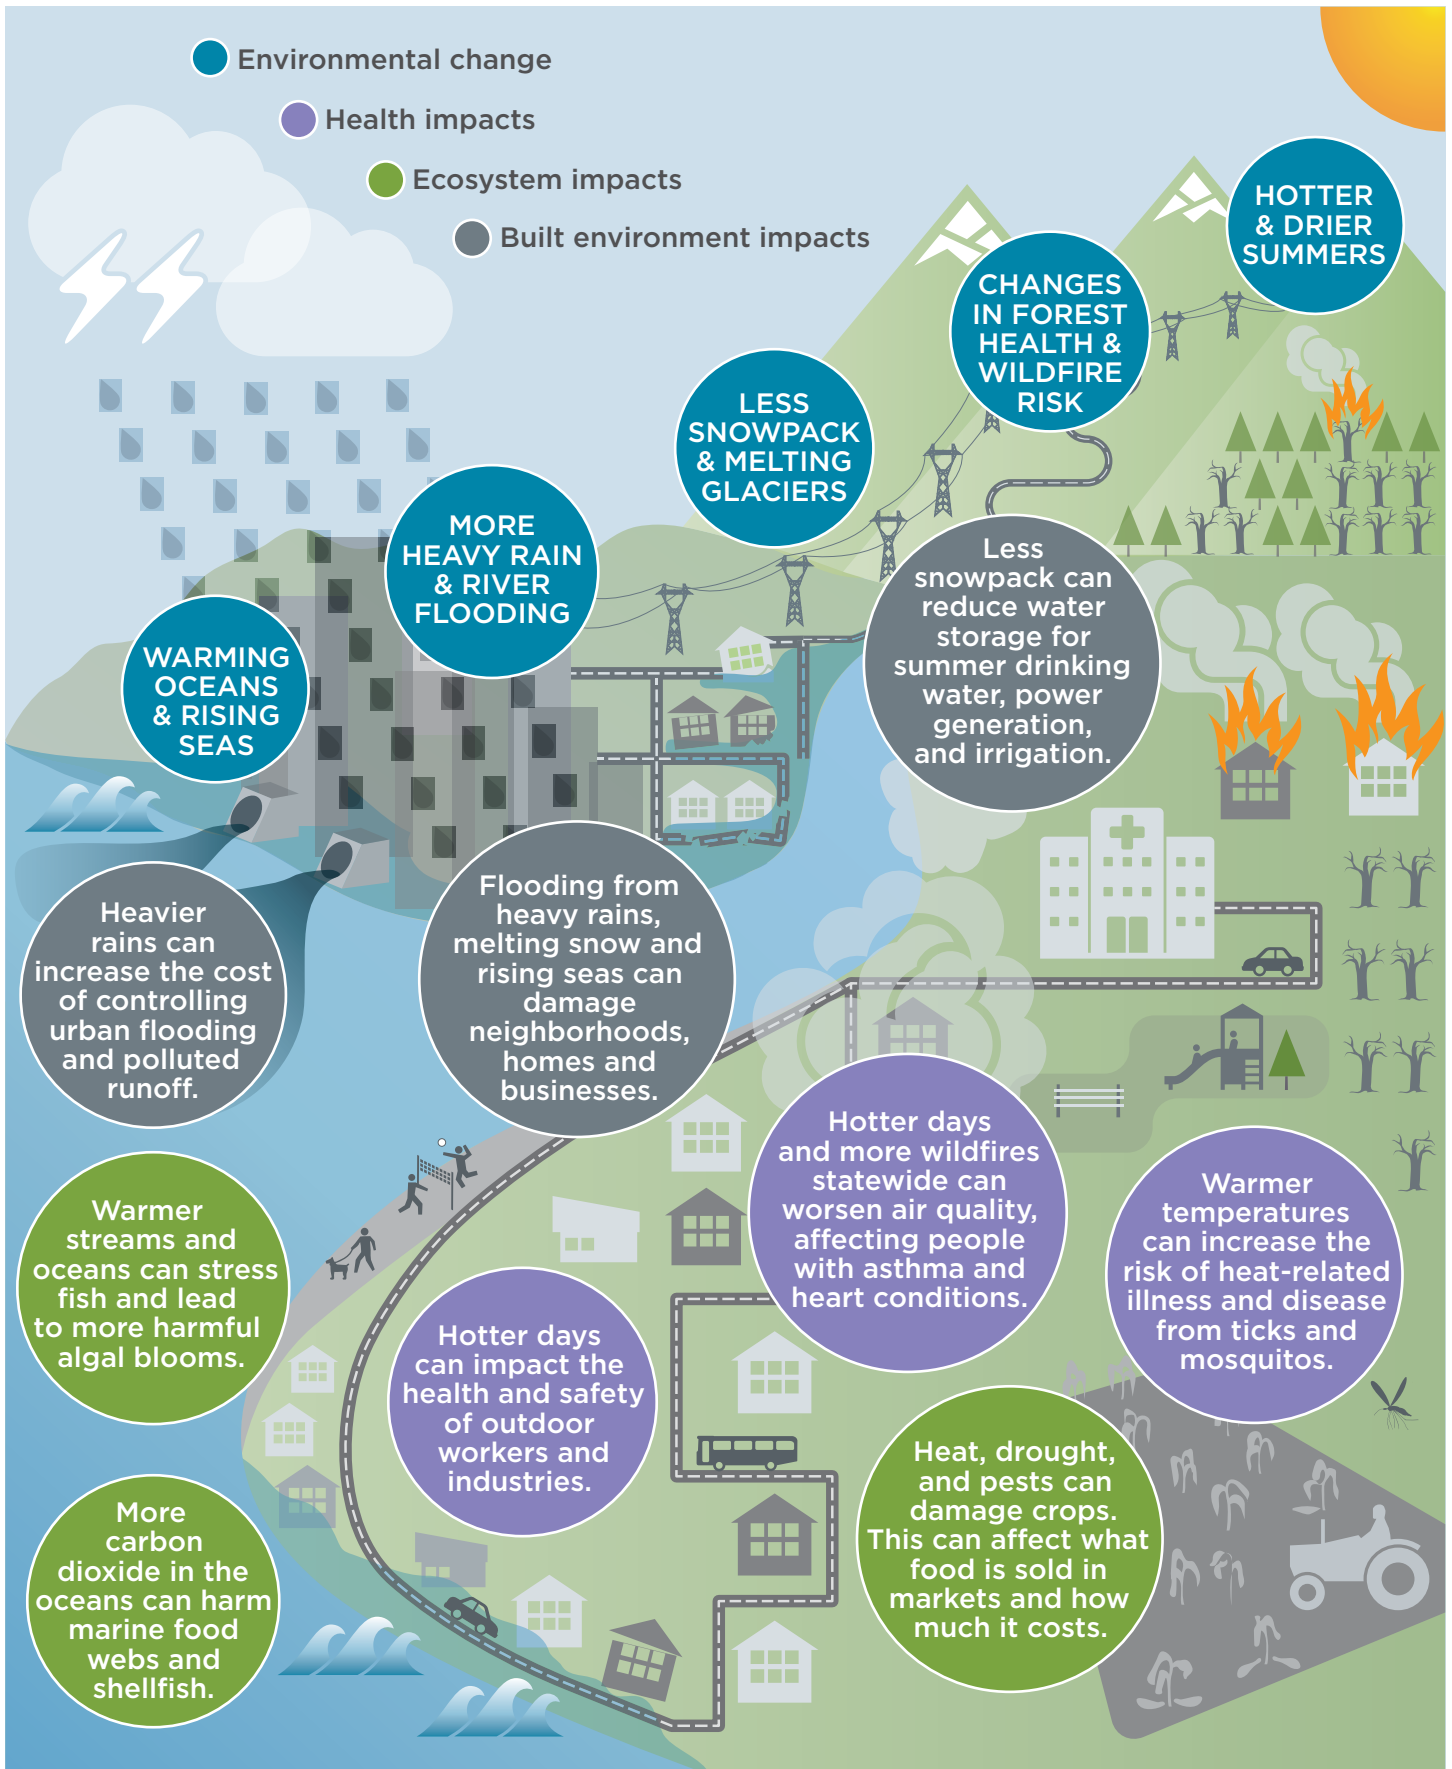 Environmental change
Health impacts
Ecosystem impacts
Built environment impacts
HOTTER
& DRIER
SUMMERS
CHANGES
IN FOREST
HEALTH &
WILDFIRE
RISK
LESS
SNOWPACK
& MELTING
GLACIERS
MORE
HEAVY RAIN
& RIVER
FLOODING
WARMING
OCEANS
& RISING
SEAS
Less
snowpack can
reduce water
storage for
summer drinking
water, power
generation,
and irrigation.
Flooding from
heavy rains,
melting snow and
rising seas can
damage
neighborhoods,
homes and
businesses.
Heavier
rains can
increase the cost
of controlling
urban flooding
and polluted
runoff.
Hotter days
and more wildfires
statewide can
worsen air quality,
affecting people
with asthma and
heart conditions.
Warmer
temperatures
can increase the
risk of heat-related
illness and disease
from ticks and
mosquitos.
Warmer
streams and
oceans can stress
fish and lead
to more harmful
algal blooms.
Hotter days
can impact the
health and safety
of outdoor
workers and
industries.
Heat, drought,
and pests can
damage crops.
This can affect what
food is sold in
markets and how
much it costs.
More
carbon
dioxide in the
oceans can harm
marine food
webs and
shellfish.